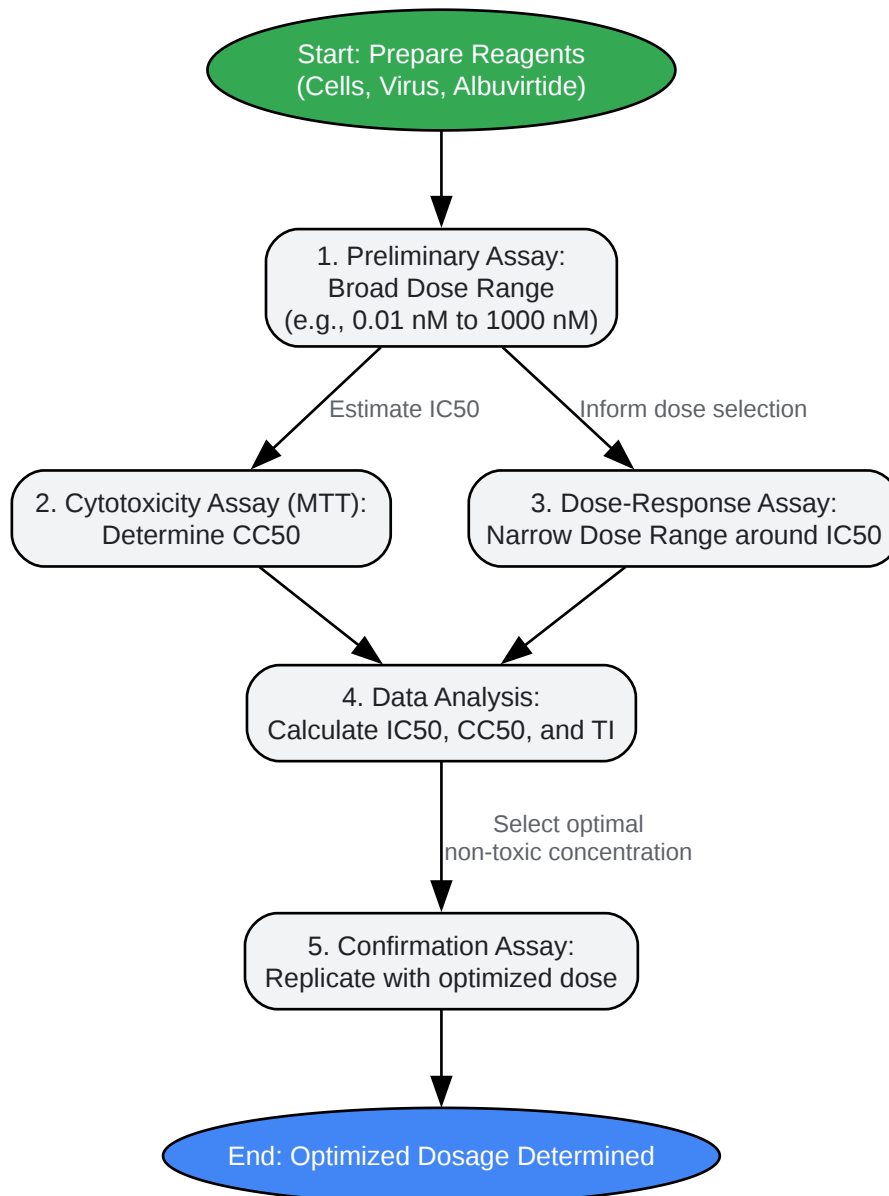 Start: Prepare Reagents
(Cells, Virus, Albuvirtide)
1. Preliminary Assay:
Broad Dose Range
(e.g., 0.01 nM to 1000 nM)
Estimate IC50
Inform dose selection
2. Cytotoxicity Assay (MTT):
Determine CC50
3. Dose-Response Assay:
Narrow Dose Range around IC50
4. Data Analysis:
Calculate IC50, CC50, and TI
Select optimal
non-toxic concentration
5. Confirmation Assay:
Replicate with optimized dose
End: Optimized Dosage Determined